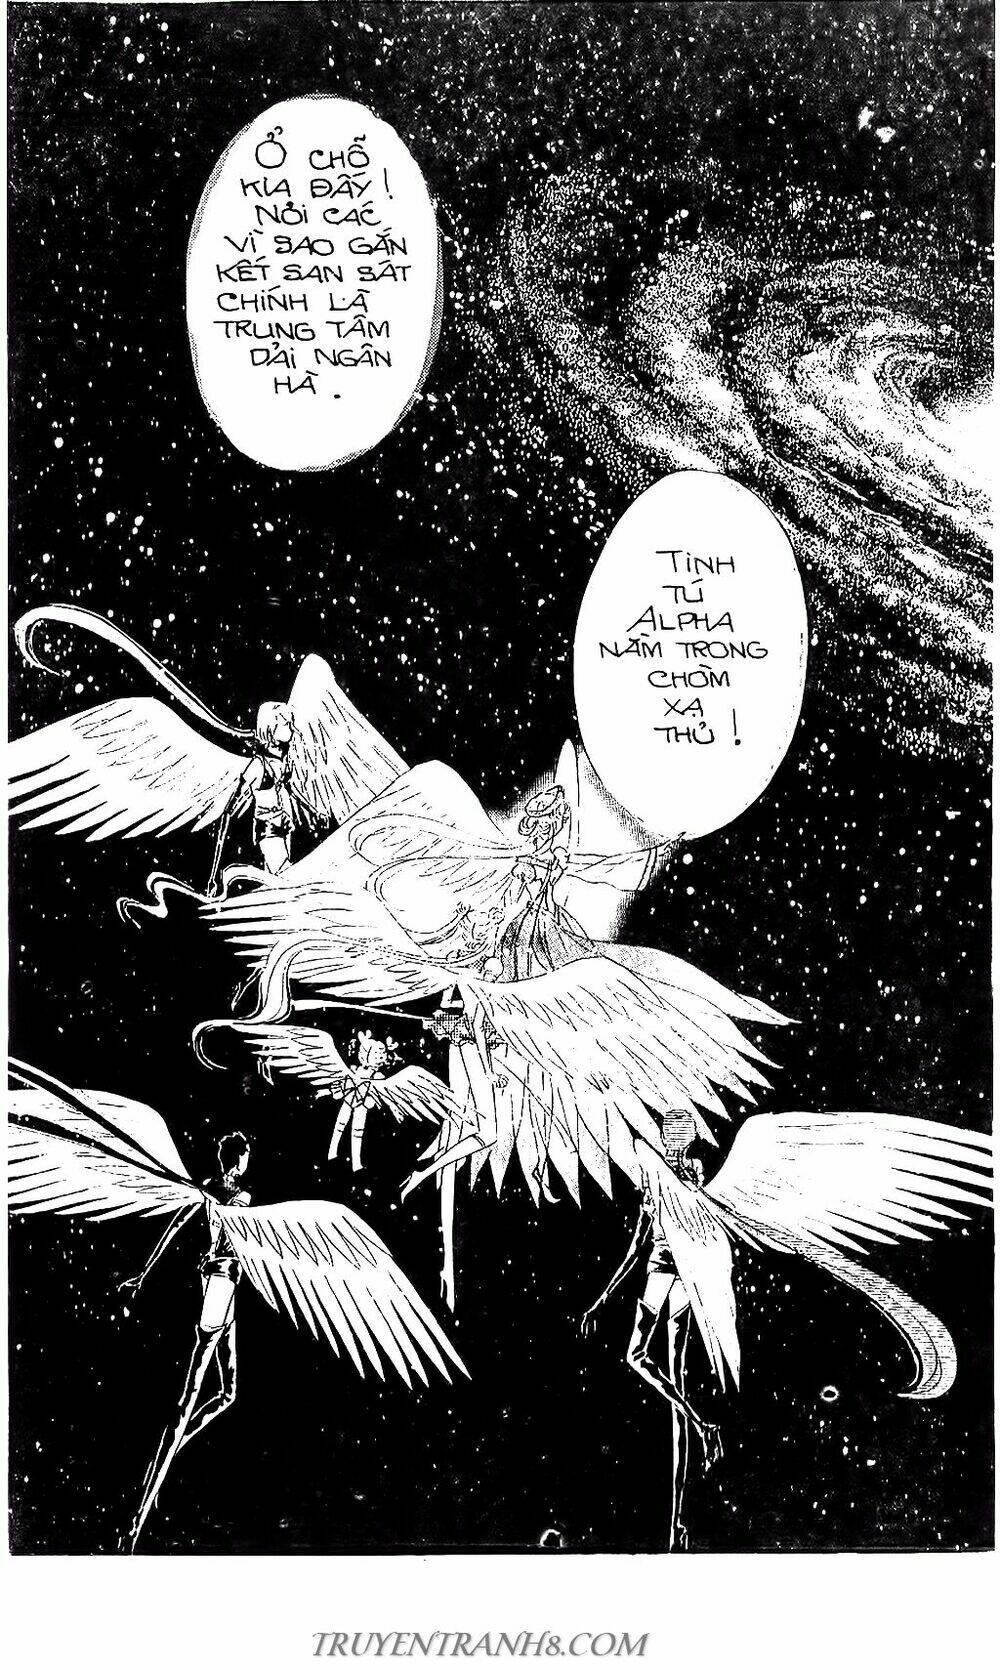 Ở CHỖ
KIA ĐẤY!
NƠI CÁC
VÌ SAO GẮN
KẾT SAN SÁT
CHÍNH LÀ
TRUNG TÂM
DẢI NGÂN
HÀ.
TINH
TÚ
ALPHA
NẰM TRONG
CHÒM
XẠ
THỦ!
TRUYENTRANH8.COM